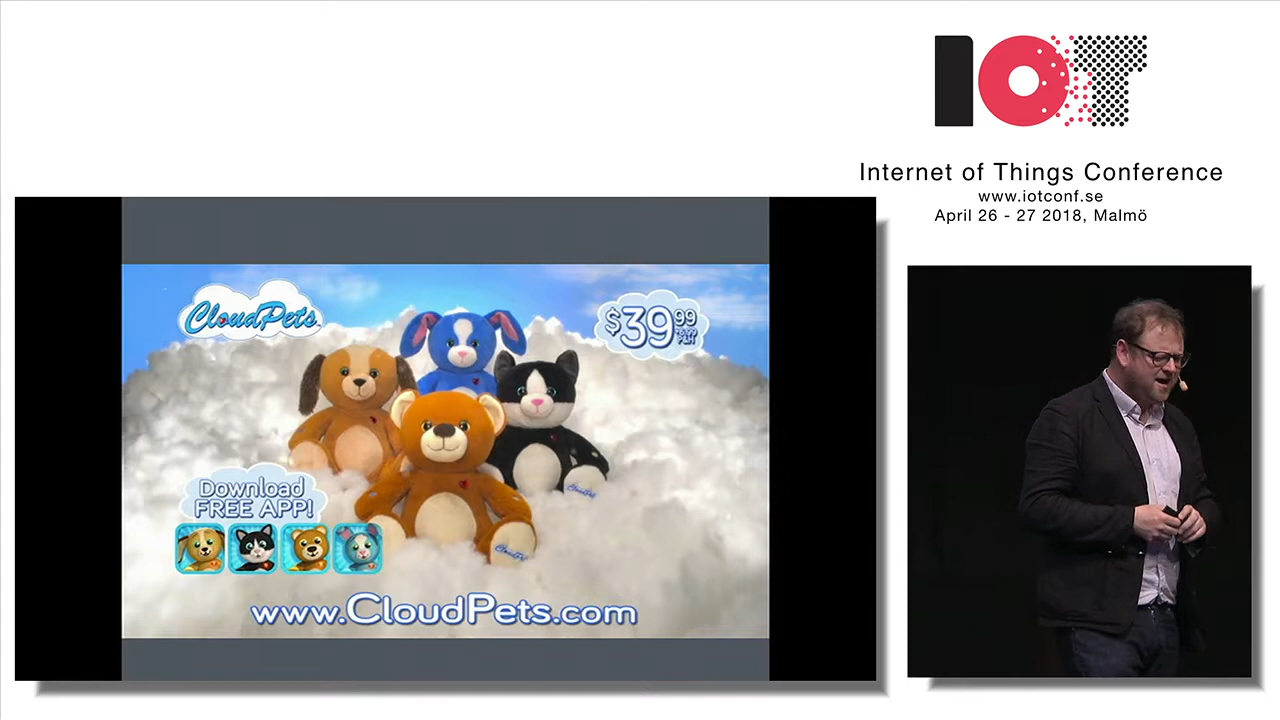 IOT
Internet of Things Conference
www.iotconf.se
April 26 - 27 2018, Malmö
CloudPets
$39.99
Download
FREE APP!
www.CloudPets.com